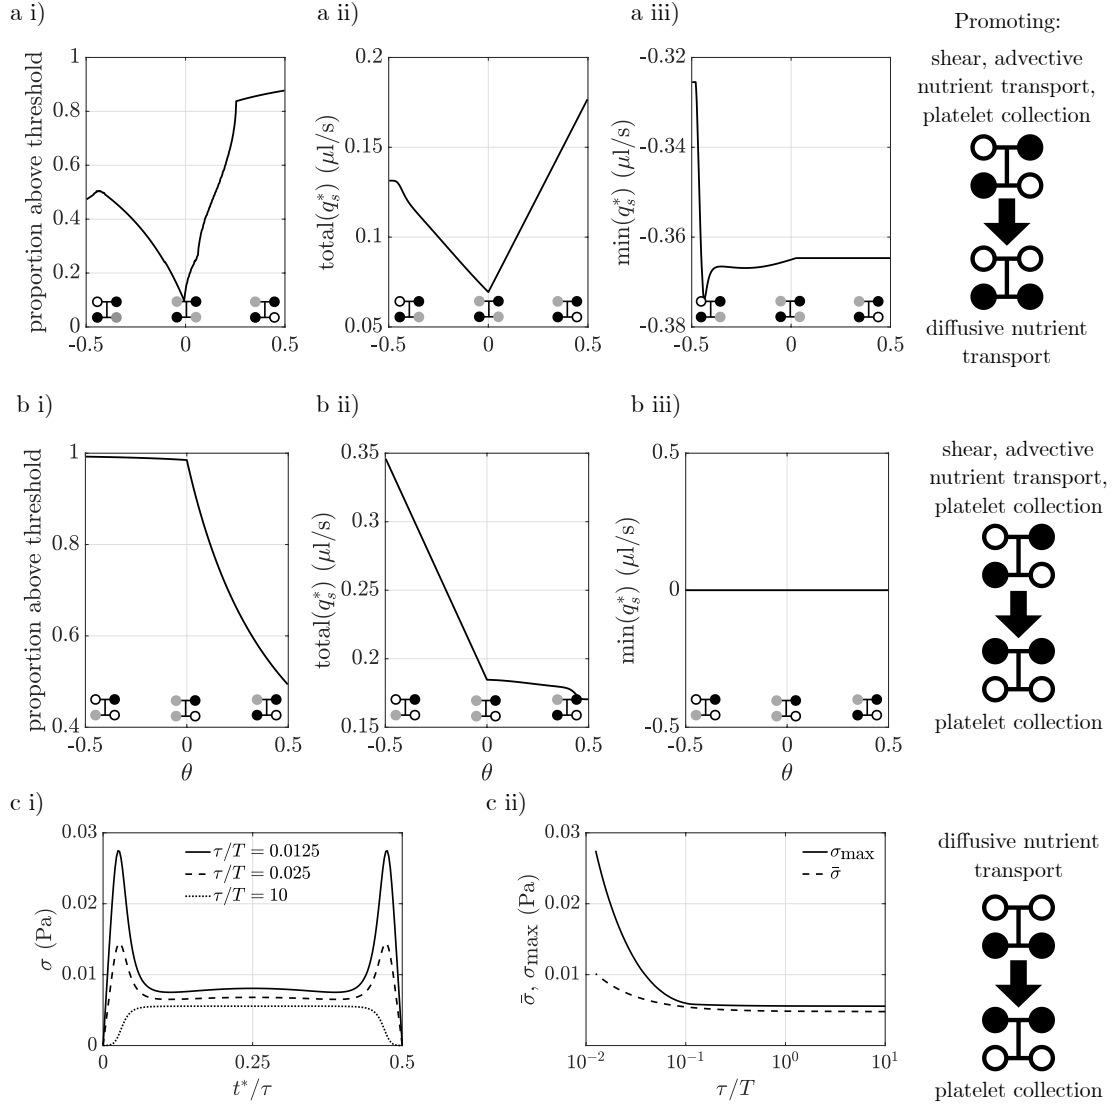 a i)
a ii)
a iii)
Promoting:
proportion above threshold
1
0.8
0.6
0.4
0.2
0
-0.5
0
0.5
total(q*s) (μl/s)
0.2
0.15
0.1
0.05
-0.5
0
0.5
min(q*s) (μl/s)
-0.32
-0.34
-0.36
-0.38
-0.5
0
0.5
shear, advective
nutrient transport,
platelet collection
diffusive nutrient
transport
b i)
b ii)
b iii)
proportion above threshold
1
0.8
0.6
0.4
-0.5
0
0.5
θ
total(q*s) (μl/s)
0.35
0.3
0.25
0.2
0.15
-0.5
0
0.5
θ
min(q*s) (μl/s)
0.5
0
-0.5
-0.5
0
0.5
θ
shear, advective
nutrient transport,
platelet collection
platelet collection
c i)
c ii)
σ (Pa)
0.03
0.02
0.01
0
τ/T = 0.0125
τ/T = 0.025
τ/T = 10
0
0.25
0.5
t*/τ
σ̄, σmax (Pa)
0.03
0.02
0.01
0
σmax
σ̄
10⁻²
10⁻¹
10⁰
10¹
τ/T
diffusive nutrient
transport
platelet collection